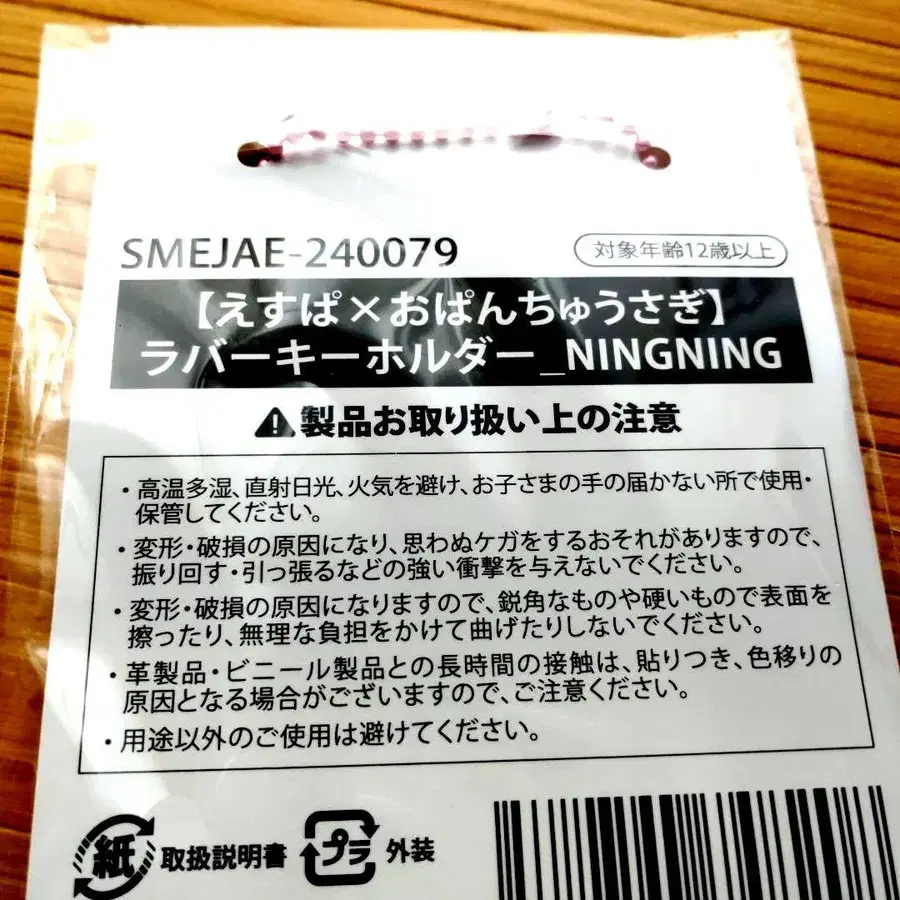 SMEJAE-240079
対象年齢12歳以上
【えすぱ×おぱんちゅうさぎ】
ラバーキーホルダー_NINGNING
製品お取り扱い上の注意
・高温多湿、直射日光、火気を避け、お子さまの手の届かない所で使用・
保管してください。
・変形・破損の原因になり、思わぬケガをするおそれがありますので、
振り回す・引っ張るなどの強い衝撃を与えないでください。
・変形・破損の原因になりますので、鋭角なものや硬いもので表面を
擦ったり、無理な負担をかけて曲げたりしないでください。
・革製品・ビニール製品との長時間の接触は、貼りつき、色移りの
原因となる場合がございますので、ご注意ください。
・用途以外のご使用は避けてください。
紙 取扱説明書 プラ 外装